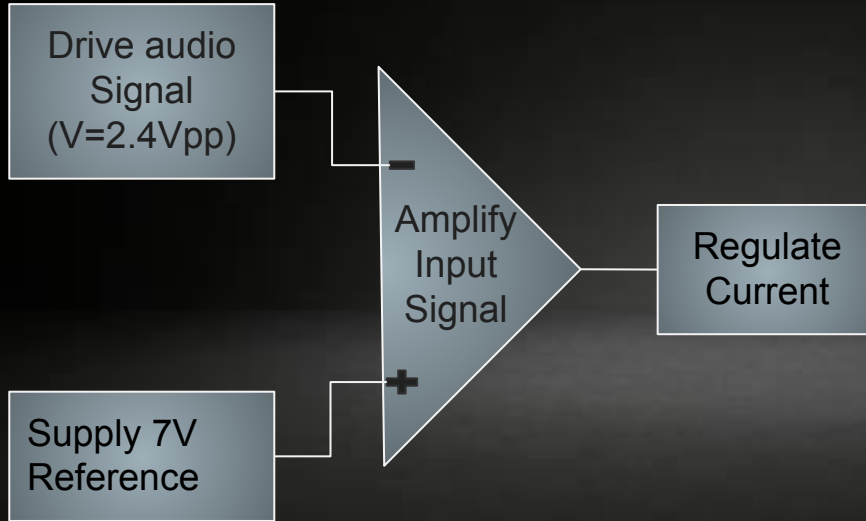 Drive audio
Signal
(V=2.4Vpp)
-
Amplify
Input
Signal
+
Regulate
Current
Supply 7V
Reference